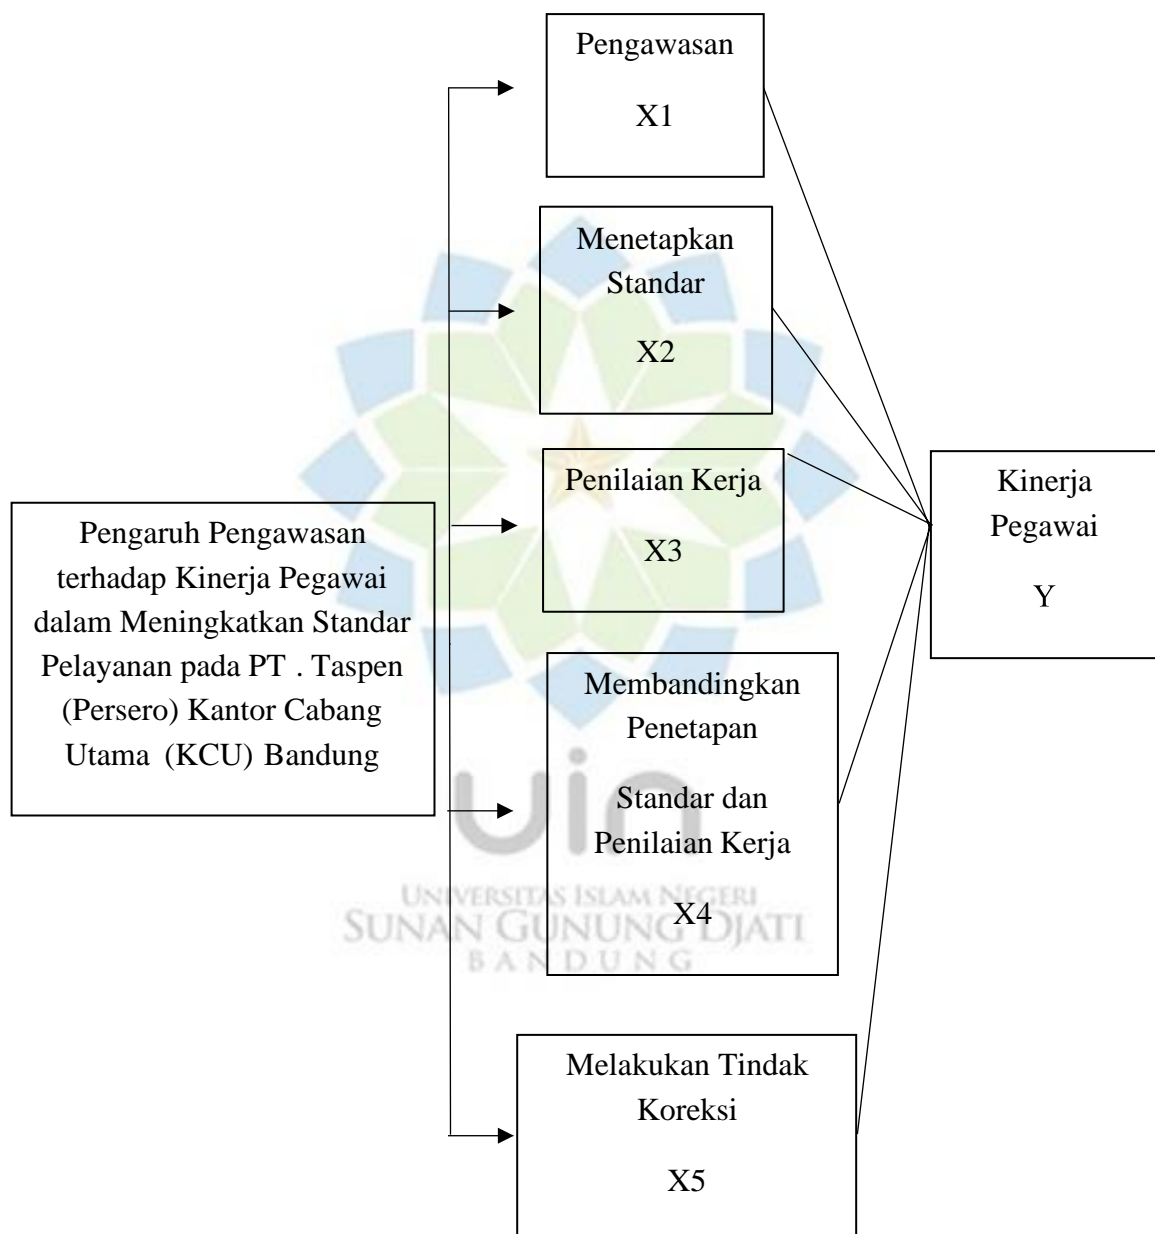 Pengawasan
X1
Menetapkan
Standar
X2
Penilaian Kerja
X3
Pengaruh Pengawasan
terhadap Kinerja Pegawai
dalam Meningkatkan Standar
Pelayanan pada PT . Taspen
(Persero) Kantor Cabang
Utama (KCU) Bandung
Membandingkan
Penetapan
Standar dan
Penilaian Kerja
X4
Melakukan Tindak
Koreksi
X5
Kinerja
Pegawai
Y
uin
UNIVERSITAS ISLAM NEGERI
SUNAN GUNUNG DJATI
BANDUNG